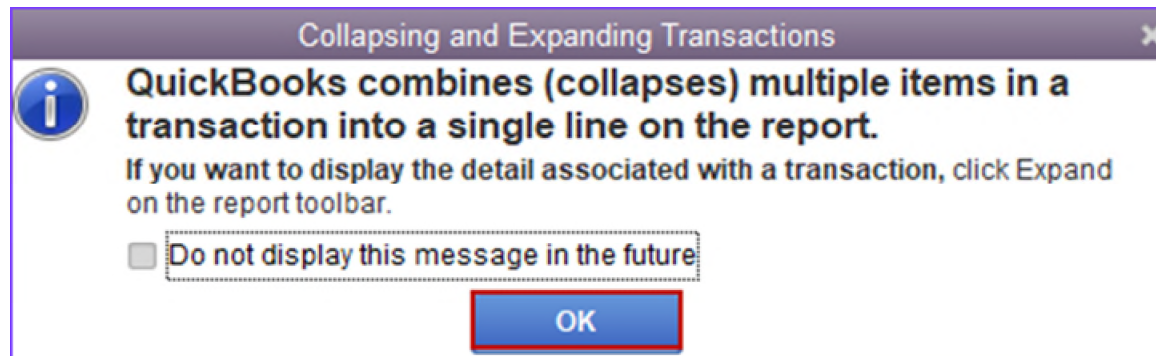 Collapsing and Expanding Transactions
QuickBooks combines (collapses) multiple items in a
transaction into a single line on the report.
If you want to display the detail associated with a transaction, click Expand
on the report toolbar.
Do not display this message in the future
OK